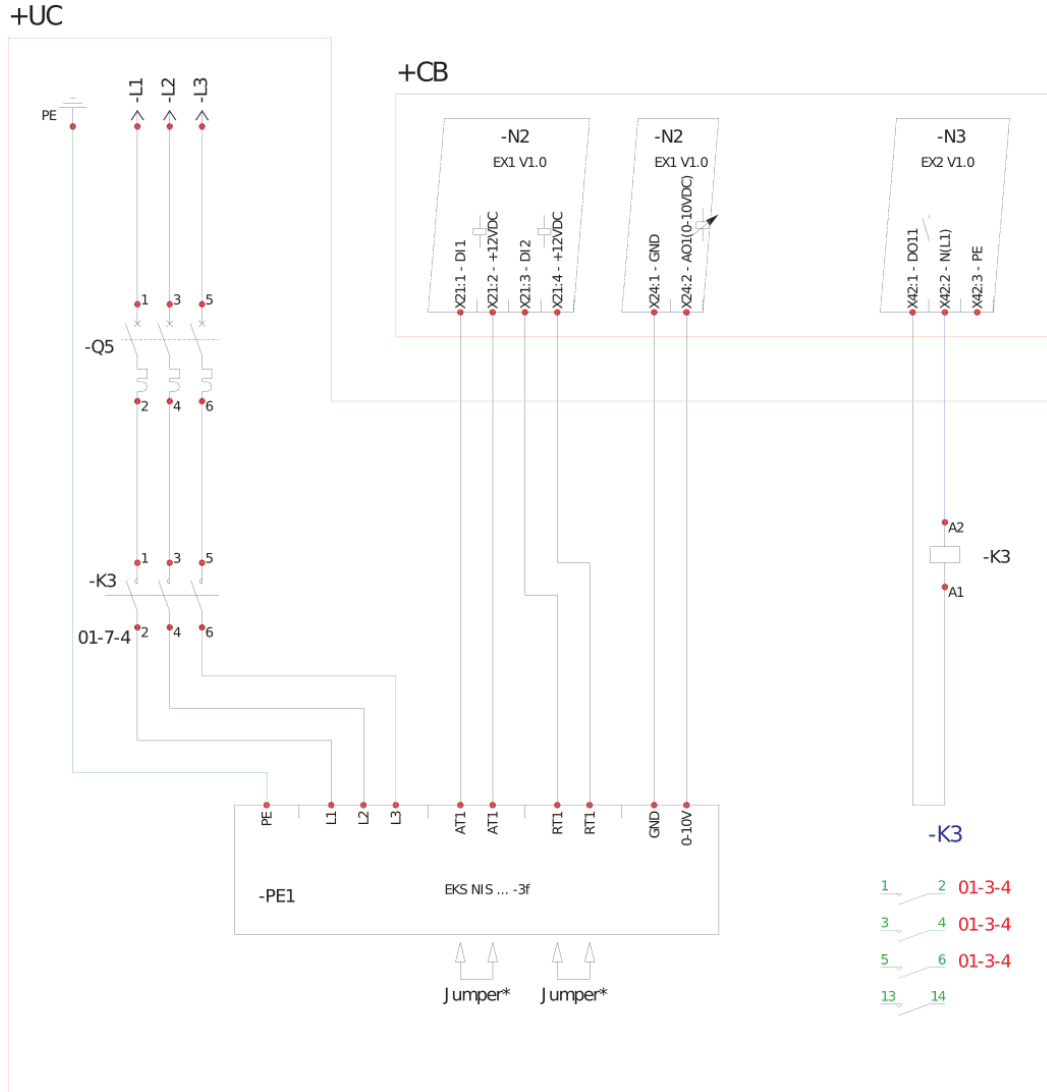 +UC
+CB
-L1
-L2
-L3
PE
-N2
EX1 V1.0
X21:1 - DI1
X21:2 - +12VDC
X21:3 - DI2
X21:4 - +12VDC
-N2
EX1 V1.0
X24:1 - GND
X24:2 - AO1(0-10VDC)
-N3
EX2 V1.0
X42:1 - DO11
X42:2 - N(L1)
X42:3 - PE
1 3 5
-Q5
2 4 6
1 3 5
-K3
01-7-4
2 4 6
A2
-K3
A1
PE
L1
L2
L3
AT1
AT1
RT1
RT1
GND
0-10V
-PE1
EKS NIS ... -3f
Jumper* Jumper*
-K3
1 2 01-3-4
3 4 01-3-4
5 6 01-3-4
13 14